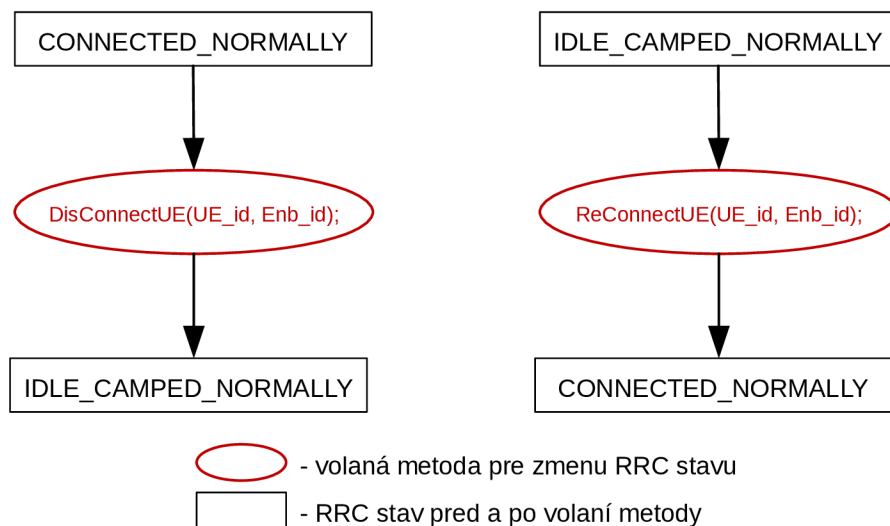 CONNECTED_NORMALLY
DisConnectUE(UE_id, Enb_id);
IDLE_CAMPED_NORMALLY
IDLE_CAMPED_NORMALLY
ReConnectUE(UE_id, Enb_id);
CONNECTED_NORMALLY
- volaná metoda pre zmenu RRC stavu
- RRC stav pred a po volaní metody